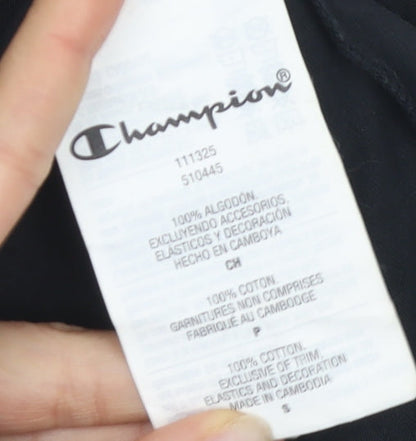 Champion®
111325
510445
100% ALGODÓN.
EXCLUYENDO ACCESORIOS,
ELÁSTICOS Y DECORACIÓN
HECHO EN CAMBOYA
CH
100% COTON.
GARNITURES NON COMPRISES
FABRIQUÉ AU CAMBODGE
P
100% COTTON.
EXCLUSIVE OF TRIM,
ELASTICS AND DECORATION
MADE IN CAMBODIA
S